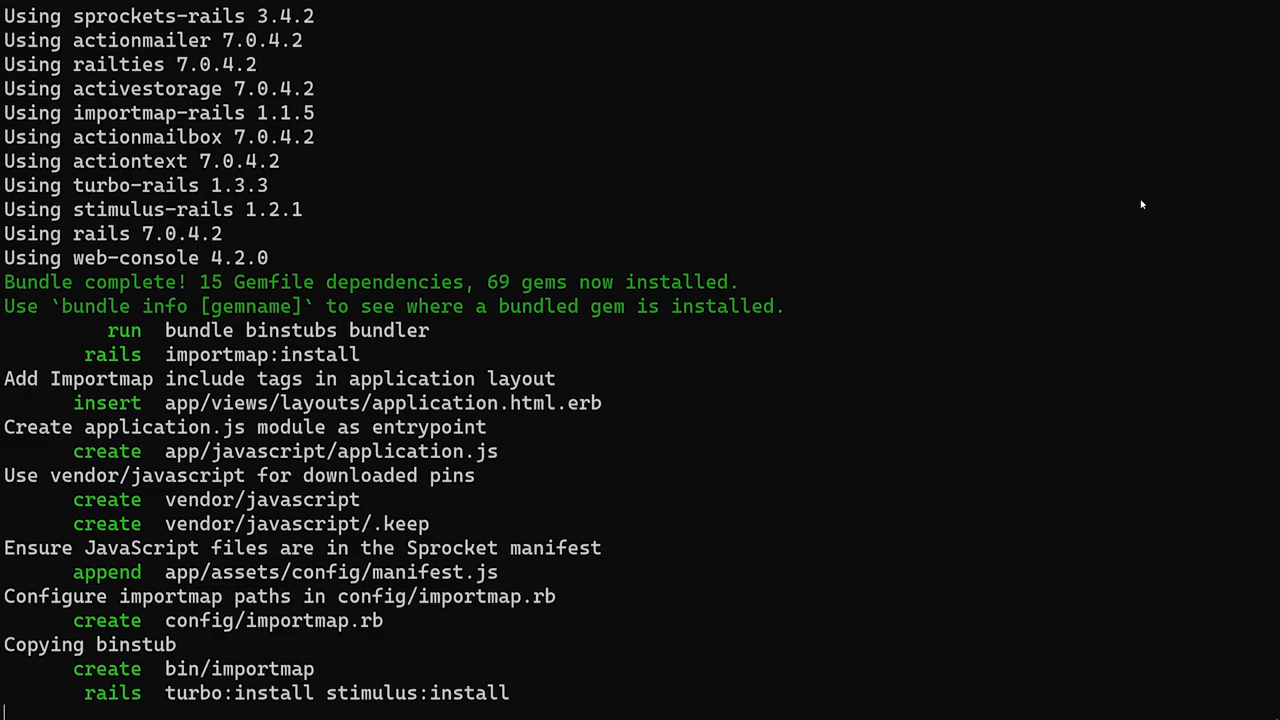 Using sprockets-rails 3.4.2
Using actionmailer 7.0.4.2
Using railties 7.0.4.2
Using activestorage 7.0.4.2
Using importmap-rails 1.1.5
Using actionmailbox 7.0.4.2
Using actiontext 7.0.4.2
Using turbo-rails 1.3.3
Using stimulus-rails 1.2.1
Using rails 7.0.4.2
Using web-console 4.2.0
Bundle complete! 15 Gemfile dependencies, 69 gems now installed.
Use `bundle info [gemname]` to see where a bundled gem is installed.
         run  bundle binstubs bundler
       rails  importmap:install
Add Importmap include tags in application layout
      insert  app/views/layouts/application.html.erb
Create application.js module as entrypoint
      create  app/javascript/application.js
Use vendor/javascript for downloaded pins
      create  vendor/javascript
      create  vendor/javascript/.keep
Ensure JavaScript files are in the Sprocket manifest
      append  app/assets/config/manifest.js
Configure importmap paths in config/importmap.rb
      create  config/importmap.rb
Copying binstub
      create  bin/importmap
       rails  turbo:install stimulus:install